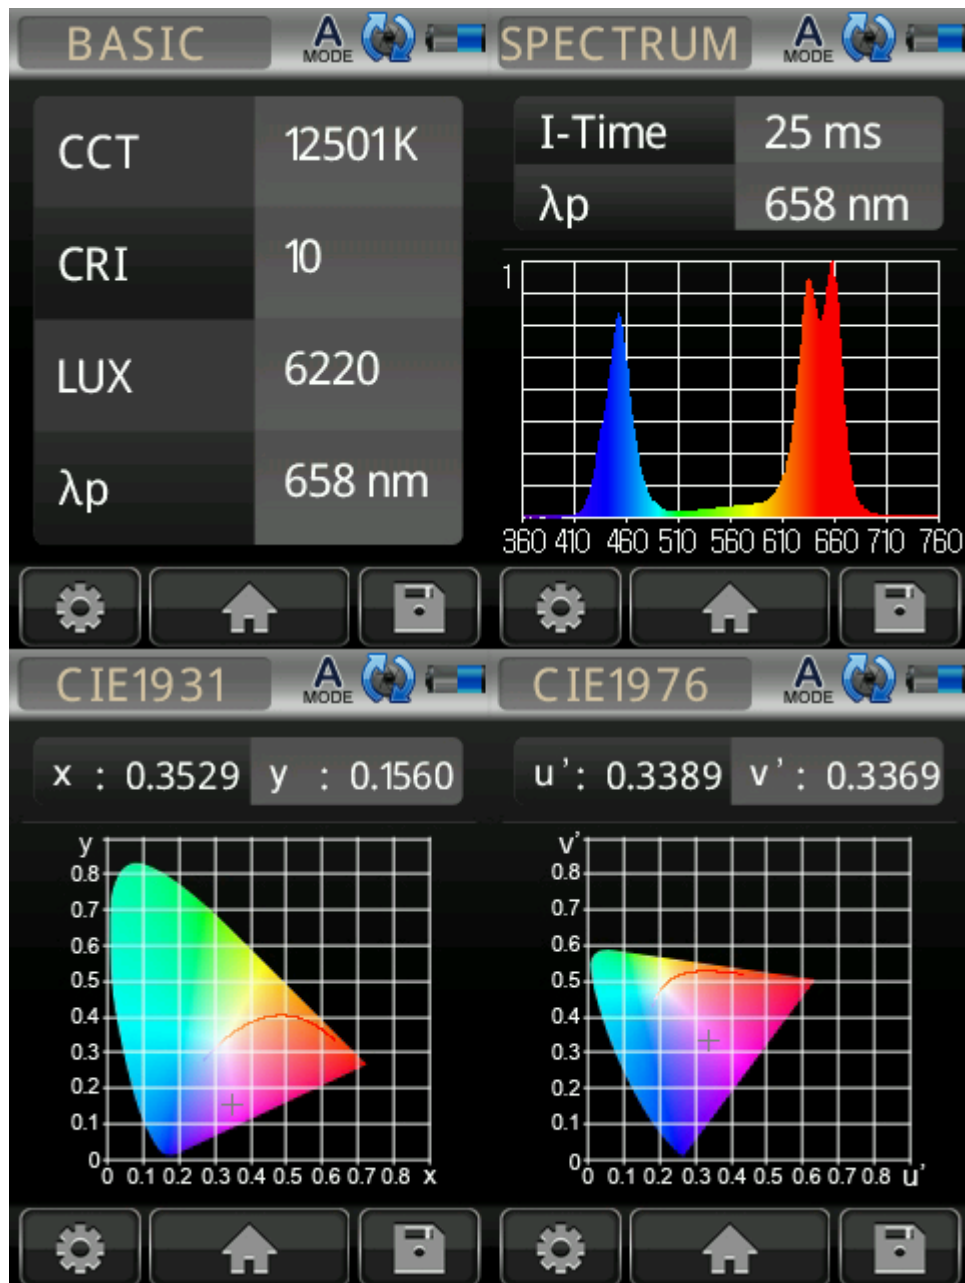 BASIC
A
MODE
CCT 12501K
CRI 10
LUX 6220
λp 658 nm
SPECTRUM
A
MODE
I-Time 25 ms
λp 658 nm
1
360 410 460 510 560 610 660 710 760
CIE1931
A
MODE
x : 0.3529 y : 0.1560
y
0.8
0.7
0.6
0.5
0.4
0.3
0.2
0.1
0
0 0.1 0.2 0.3 0.4 0.5 0.6 0.7 0.8 x
CIE1976
A
MODE
u': 0.3389 v': 0.3369
v'
0.8
0.7
0.6
0.5
0.4
0.3
0.2
0.1
0
0 0.1 0.2 0.3 0.4 0.5 0.6 0.7 0.8 u'